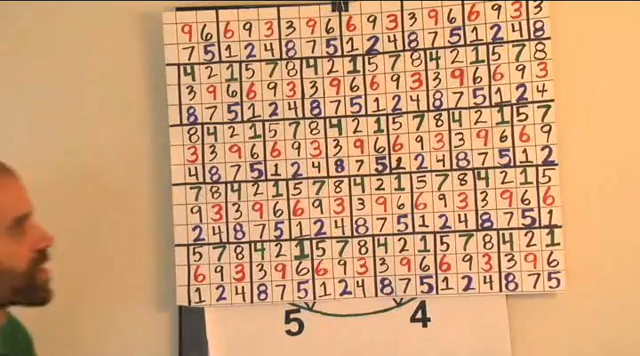 9 6 6 9 3 3 9 6 6 9 3 3 9 6 6 9 3 3
7 5 1 2 4 8 7 5 1 2 4 8 7 5 1 2 4 8
4 2 1 5 7 8 4 2 1 5 7 8 4 2 1 5 7 8
3 9 6 6 9 3 3 9 6 6 9 3 3 9 6 6 9 3
8 7 5 1 2 4 8 7 5 1 2 4 8 7 5 1 2 4
8 4 2 1 5 7 8 4 2 1 5 7 8 4 2 1 5 7
3 3 9 6 6 9 3 3 9 6 6 9 3 3 9 6 6 9
4 8 7 5 1 2 4 8 7 5 1 2 4 8 7 5 1 2
7 8 4 2 1 5 7 8 4 2 1 5 7 8 4 2 1 5
9 3 3 9 6 6 9 3 3 9 6 6 9 3 3 9 6 6
2 4 8 7 5 1 2 4 8 7 5 1 2 4 8 7 5 1
5 7 8 4 2 1 5 7 8 4 2 1 5 7 8 4 2 1
6 9 3 3 9 6 6 9 3 3 9 6 6 9 3 3 9 6
1 2 4 8 7 5 1 2 4 8 7 5 1 2 4 8 7 5
5 4